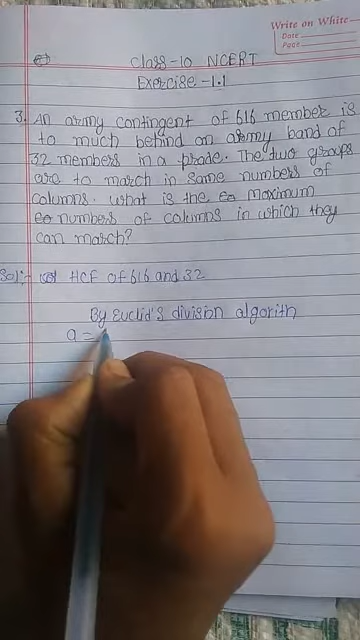 Write on White
Date
Page
Class-10 NCERT
Exercise-1.1
3. An army contingent of 616 member is
to much behind an army band of
32 members in a prade. The two groups
are to march in same numbers of
columns. what is the maximum
numbers of columns in which they
can march?
Sol:- HCF of 616 and 32
By Euclid's division algorith
a =